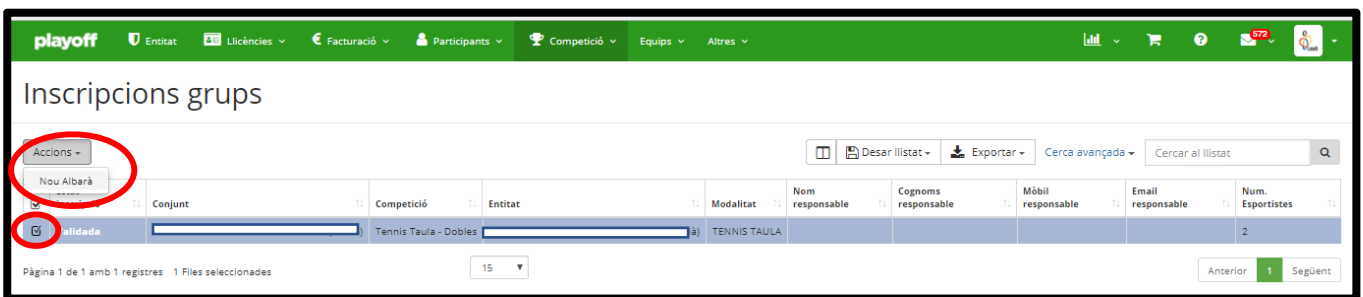 playoff Entitat Llicències € Facturació Participants Competició Equips Altres 572
Inscripcions grups
Accions Desar llistat Exportar Cerca avançada Cercar al llistat
Nou Albarà
Conjunt Competició Entitat Modalitat Nom responsable Cognoms responsable Mòbil responsable Email responsable Num. Esportistes
Validada ) Tennis Taula - Dobles à) TENNIS TAULA 2
Pàgina 1 de 1 amb 1 registres 1 Files seleccionades 15 Anterior 1 Següent